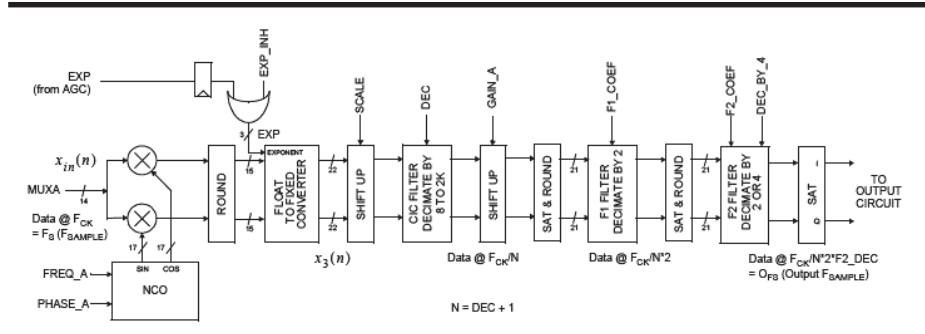 EXP
(from AGC)
EXP_INH
3
EXP
SCALE
DEC
GAIN_A
F1_COEF
F2_COEF
DEC_BY_4
x_in(n)
MUXA
14
Data @ F_CK
= F_S (F_SAMPLE)
17
17
SIN
COS
NCO
FREQ_A
PHASE_A
ROUND
15
15
EXPONENT
FLOAT
TO FIXED
CONVERTER
22
22
x_3(n)
SHIFT UP
CIC FILTER
DECIMATE BY
8 TO 2K
SHIFT UP
Data @ F_CK/N
SAT & ROUND
21
21
F1 FILTER
DECIMATE BY 2
Data @ F_CK/N*2
SAT & ROUND
21
21
F2 FILTER
DECIMATE BY
2 OR 4
SAT
I
Q
TO
OUTPUT
CIRCUIT
Data @ F_CK/N*2*F2_DEC
= O_FS (Output F_SAMPLE)
N = DEC + 1